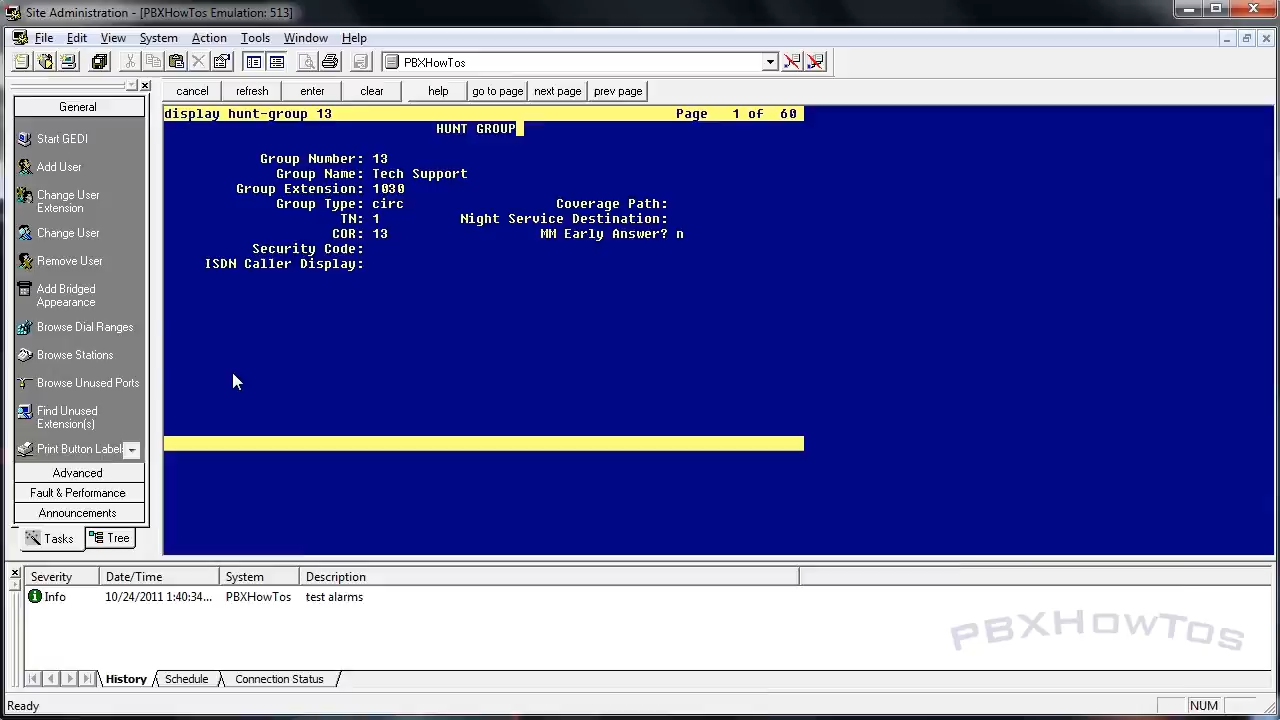 Site Administration - [PBXHowTos Emulation: 513]
File Edit View System Action Tools Window Help
PBXHowTos
General
cancel refresh enter clear help go to page next page prev page
display hunt-group 13 Page 1 of 60
HUNT GROUP
Group Number: 13
Group Name: Tech Support
Group Extension: 1030
Group Type: circ Coverage Path:
TN: 1 Night Service Destination:
COR: 13 MM Early Answer? n
Security Code:
ISDN Caller Display:
Start GEDI
Add User
Change User
Extension
Change User
Remove User
Add Bridged
Appearance
Browse Dial Ranges
Browse Stations
Browse Unused Ports
Find Unused
Extension(s)
Print Button Label
Advanced
Fault & Performance
Announcements
Tasks Tree
Severity Date/Time System Description
Info 10/24/2011 1:40:34... PBXHowTos test alarms
PBXHowTos
History Schedule Connection Status
Ready NUM